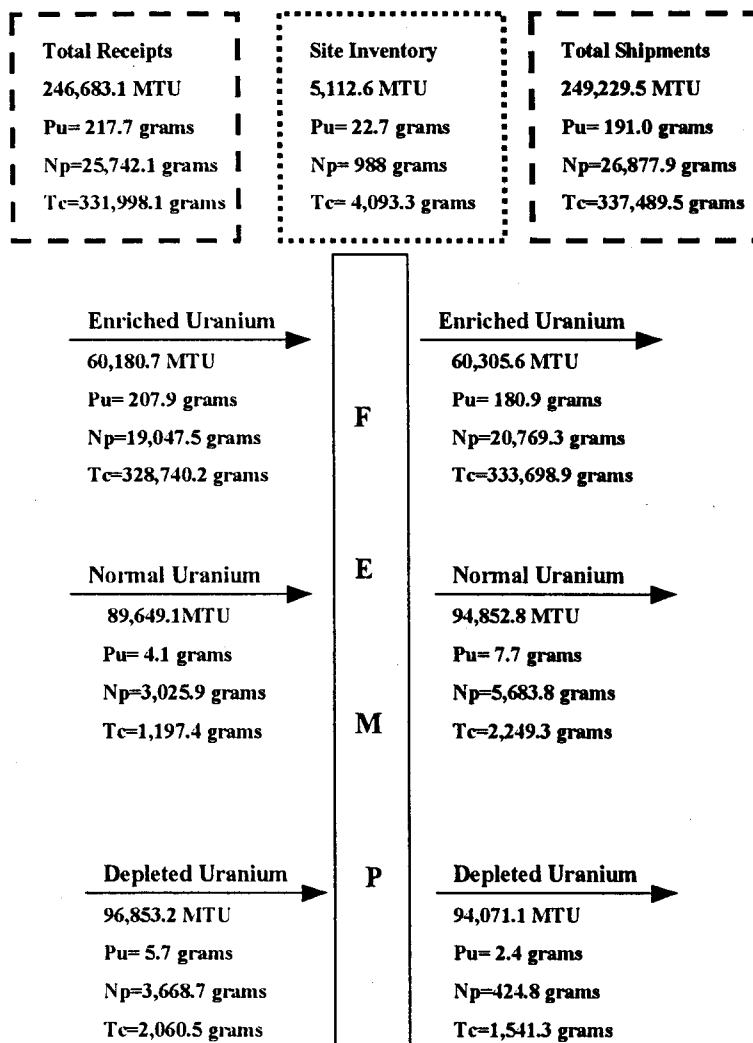 Total Receipts
246,683.1 MTU
Pu= 217.7 grams
Np=25,742.1grams
Tc=331,998.1 grams
Site Inventory
5,112.6 MTU
Pu= 22.7 grams
Np= 988 grams
Tc= 4,093.3 grams
Total Shipments
249,229.5 MTU
Pu= 191.0 grams
Np=26,877.9 grams
Tc=337,489.5 grams
Enriched Uranium
60,180.7 MTU
Pu= 207.9 grams
Np=19,047.5 grams
Tc=328,740.2 grams
Normal Uranium
89,649.1MTU
Pu= 4.1 grams
Np=3,025.9 grams
Tc=1,197.4 grams
Depleted Uranium
96,853.2 MTU
Pu= 5.7 grams
Np=3,668.7 grams
Tc=2,060.5 grams
F
E
M
P
Enriched Uranium
60,305.6 MTU
Pu= 180.9 grams
Np=20,769.3 grams
Tc=333,698.9 grams
Normal Uranium
94,852.8 MTU
Pu= 7.7 grams
Np=5,683.8 grams
Tc=2,249.3 grams
Depleted Uranium
94,071.1 MTU
Pu= 2.4 grams
Np=424.8 grams
Tc=1,541.3 grams